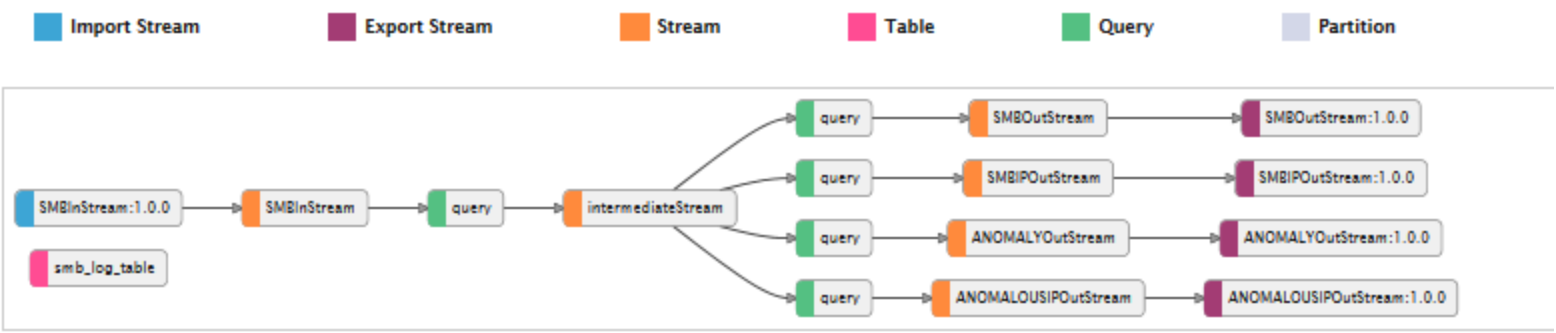 Import Stream Export Stream Stream Table Query Partition
query SMBOutStream SMBOutStream:1.0.0
query SMBIPOutStream SMBIPOutStream:1.0.0
SMBInStream:1.0.0 SMBInStream query intermediateStream
query ANOMALYOutStream ANOMALYOutStream:1.0.0
smb_log_table
query ANOMALOUSIPOutStream ANOMALOUSIPOutStream:1.0.0